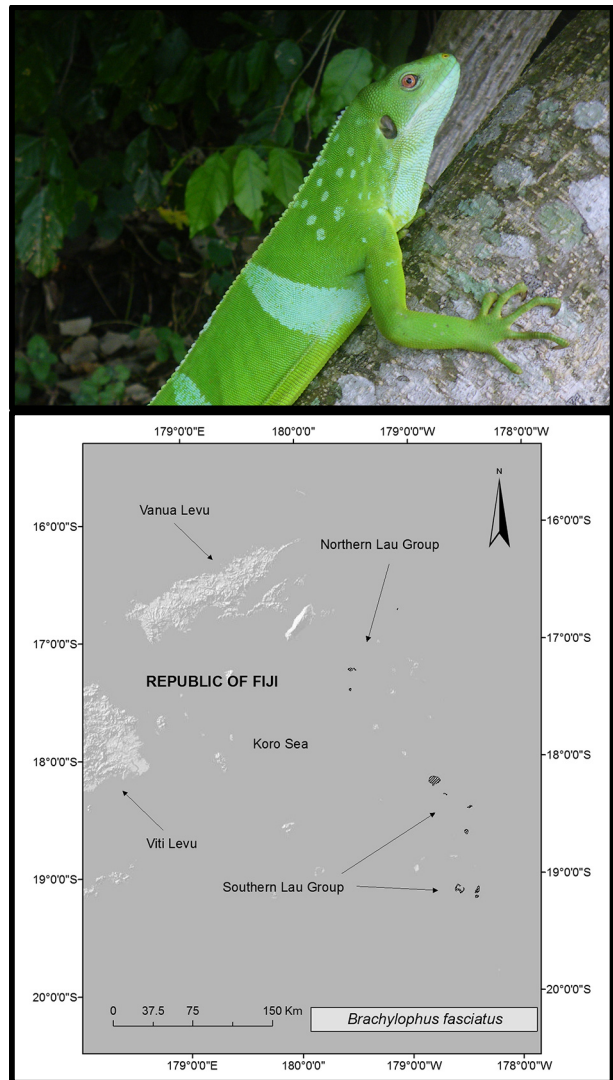 179°0'0"E 180°0'0" 179°0'0"W 178°0'0"W
N
16°0'0"S
16°0'0"S
Vanua Levu
Northern Lau Group
17°0'0"S
17°0'0"S
REPUBLIC OF FIJI
Koro Sea
18°0'0"S
18°0'0"S
Viti Levu
Southern Lau Group
19°0'0"S
19°0'0"S
20°0'0"S
20°0'0"S
0 37.5 75 150 Km
Brachylophus fasciatus
179°0'0"E 180°0'0" 179°0'0"W 178°0'0"W